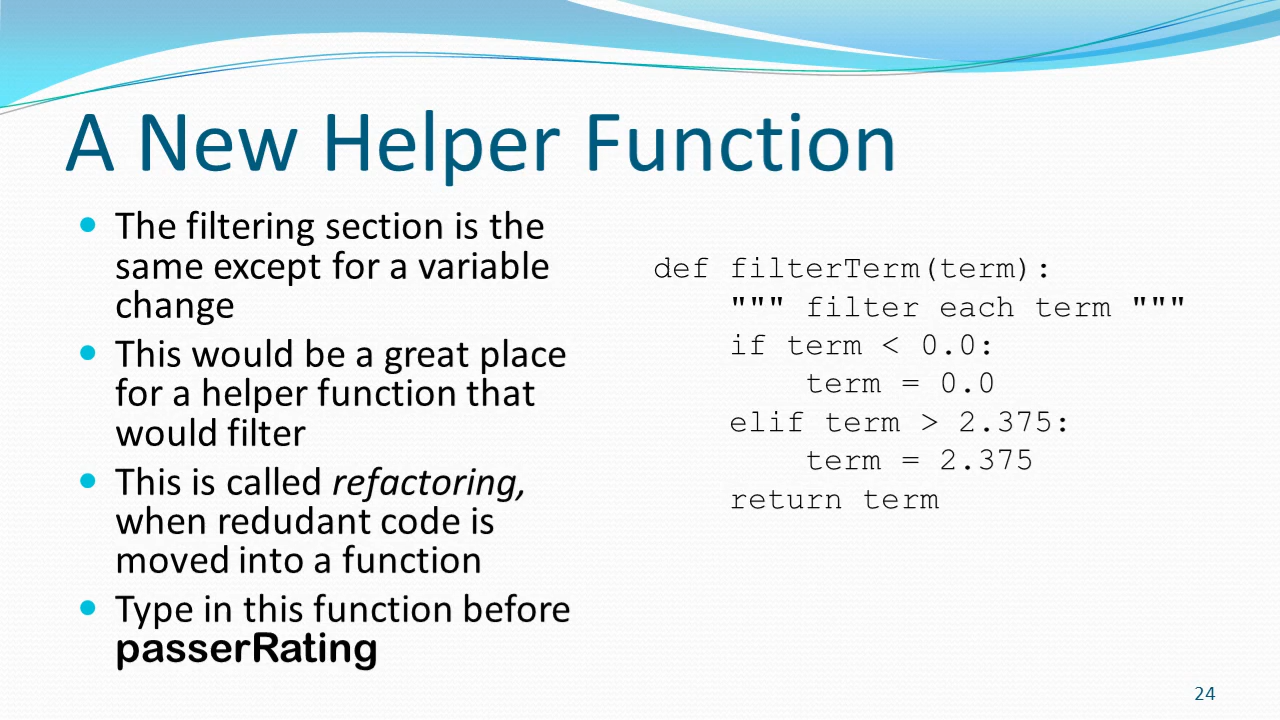 A New Helper Function
The filtering section is the
same except for a variable
change
This would be a great place
for a helper function that
would filter
This is called refactoring,
when redudant code is
moved into a function
Type in this function before
passerRating
def filterTerm(term):
    """ filter each term """
    if term < 0.0:
        term = 0.0
    elif term > 2.375:
        term = 2.375
    return term
24